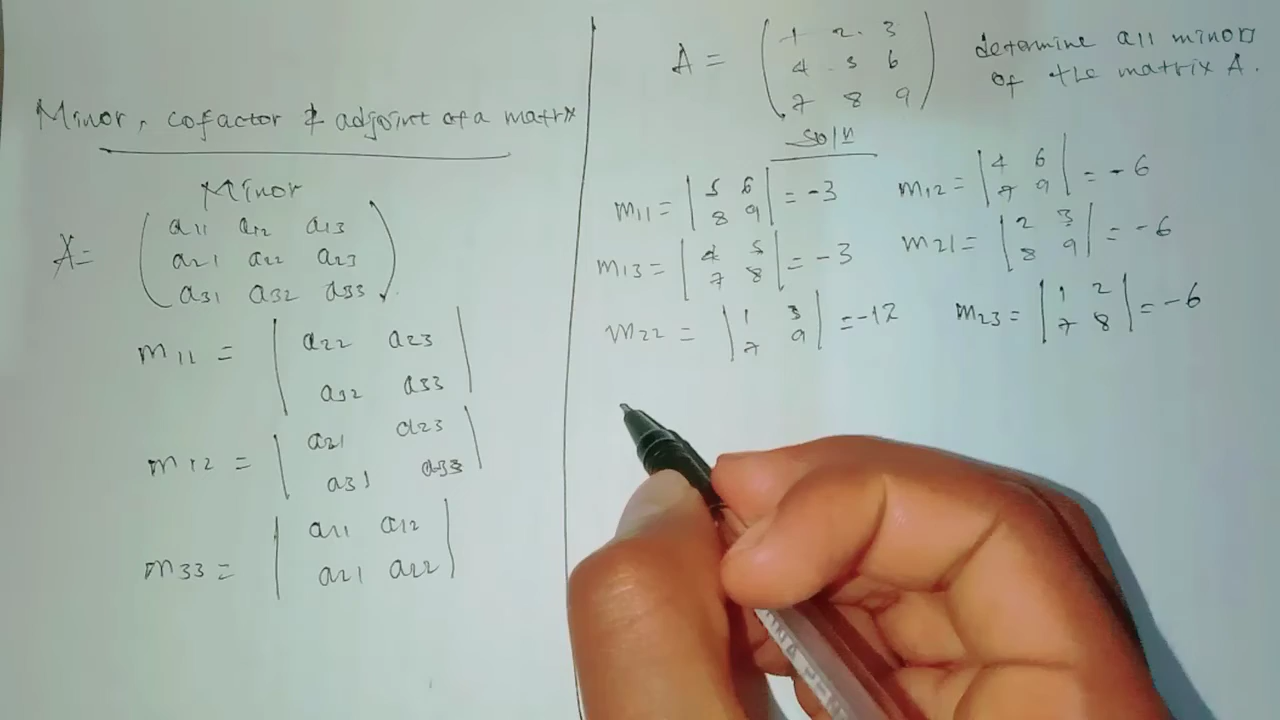 Minor, cofactor & adjoint of a matrix
Minor
A = ( a11 a12 a13
a21 a22 a23
a31 a32 a33 )
m11 = | a22 a23
a32 a33 |
m12 = | a21 a23
a31 a33 |
m33 = | a11 a12
a21 a22 |
A = ( 1 2 3
4 5 6
7 8 9 )
determine all minors
of the matrix A.
soln
m11 = | 5 6
8 9 | = -3
m12 = | 4 6
7 9 | = -6
m13 = | 4 5
7 8 | = -3
m21 = | 2 3
8 9 | = -6
m22 = | 1 3
7 9 | = -12
m23 = | 1 2
7 8 | = -6